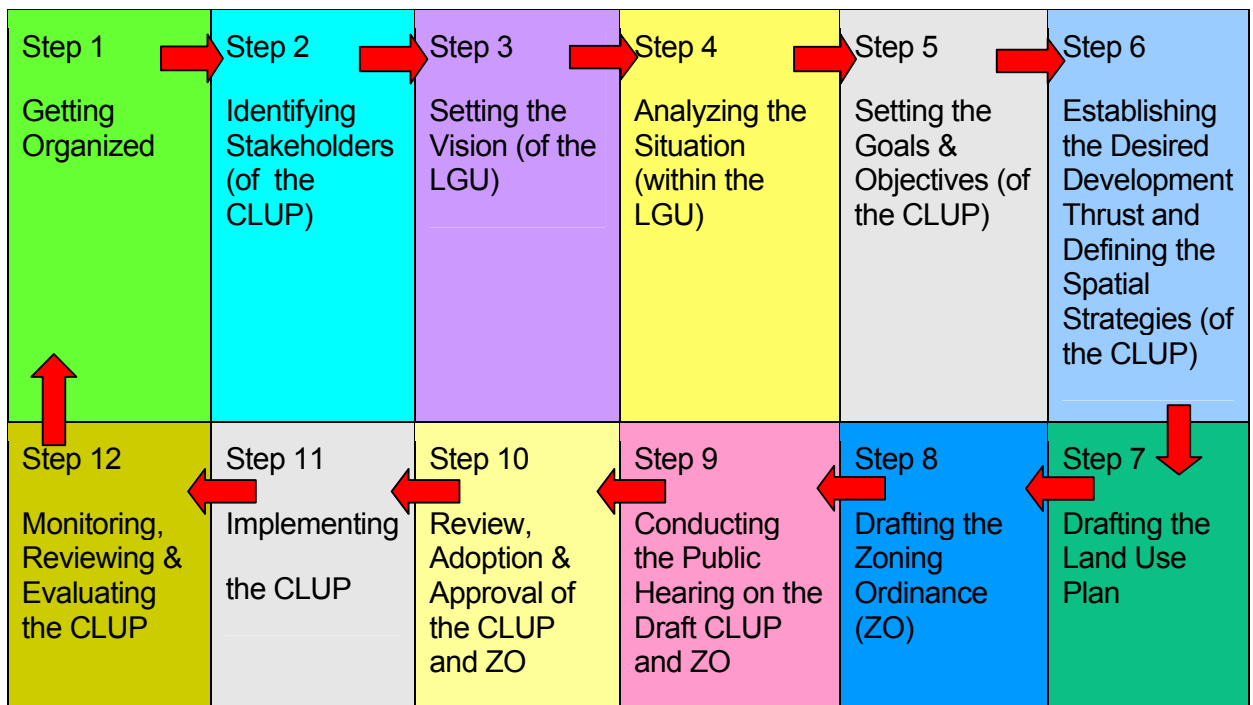 Step 1
Getting
Organized
Step 2
Identifying
Stakeholders
(of the
CLUP)
Step 3
Setting the
Vision (of the
LGU)
Step 4
Analyzing the
Situation
(within the
LGU)
Step 5
Setting the
Goals &
Objectives (of
the CLUP)
Step 6
Establishing
the Desired
Development
Thrust and
Defining the
Spatial
Strategies (of
the CLUP)
Step 7
Drafting the
Land Use
Plan
Step 8
Drafting the
Zoning
Ordinance
(ZO)
Step 9
Conducting
the Public
Hearing on the
Draft CLUP
and ZO
Step 10
Review,
Adoption &
Approval of
the CLUP
and ZO
Step 11
Implementing
the CLUP
Step 12
Monitoring,
Reviewing &
Evaluating
the CLUP